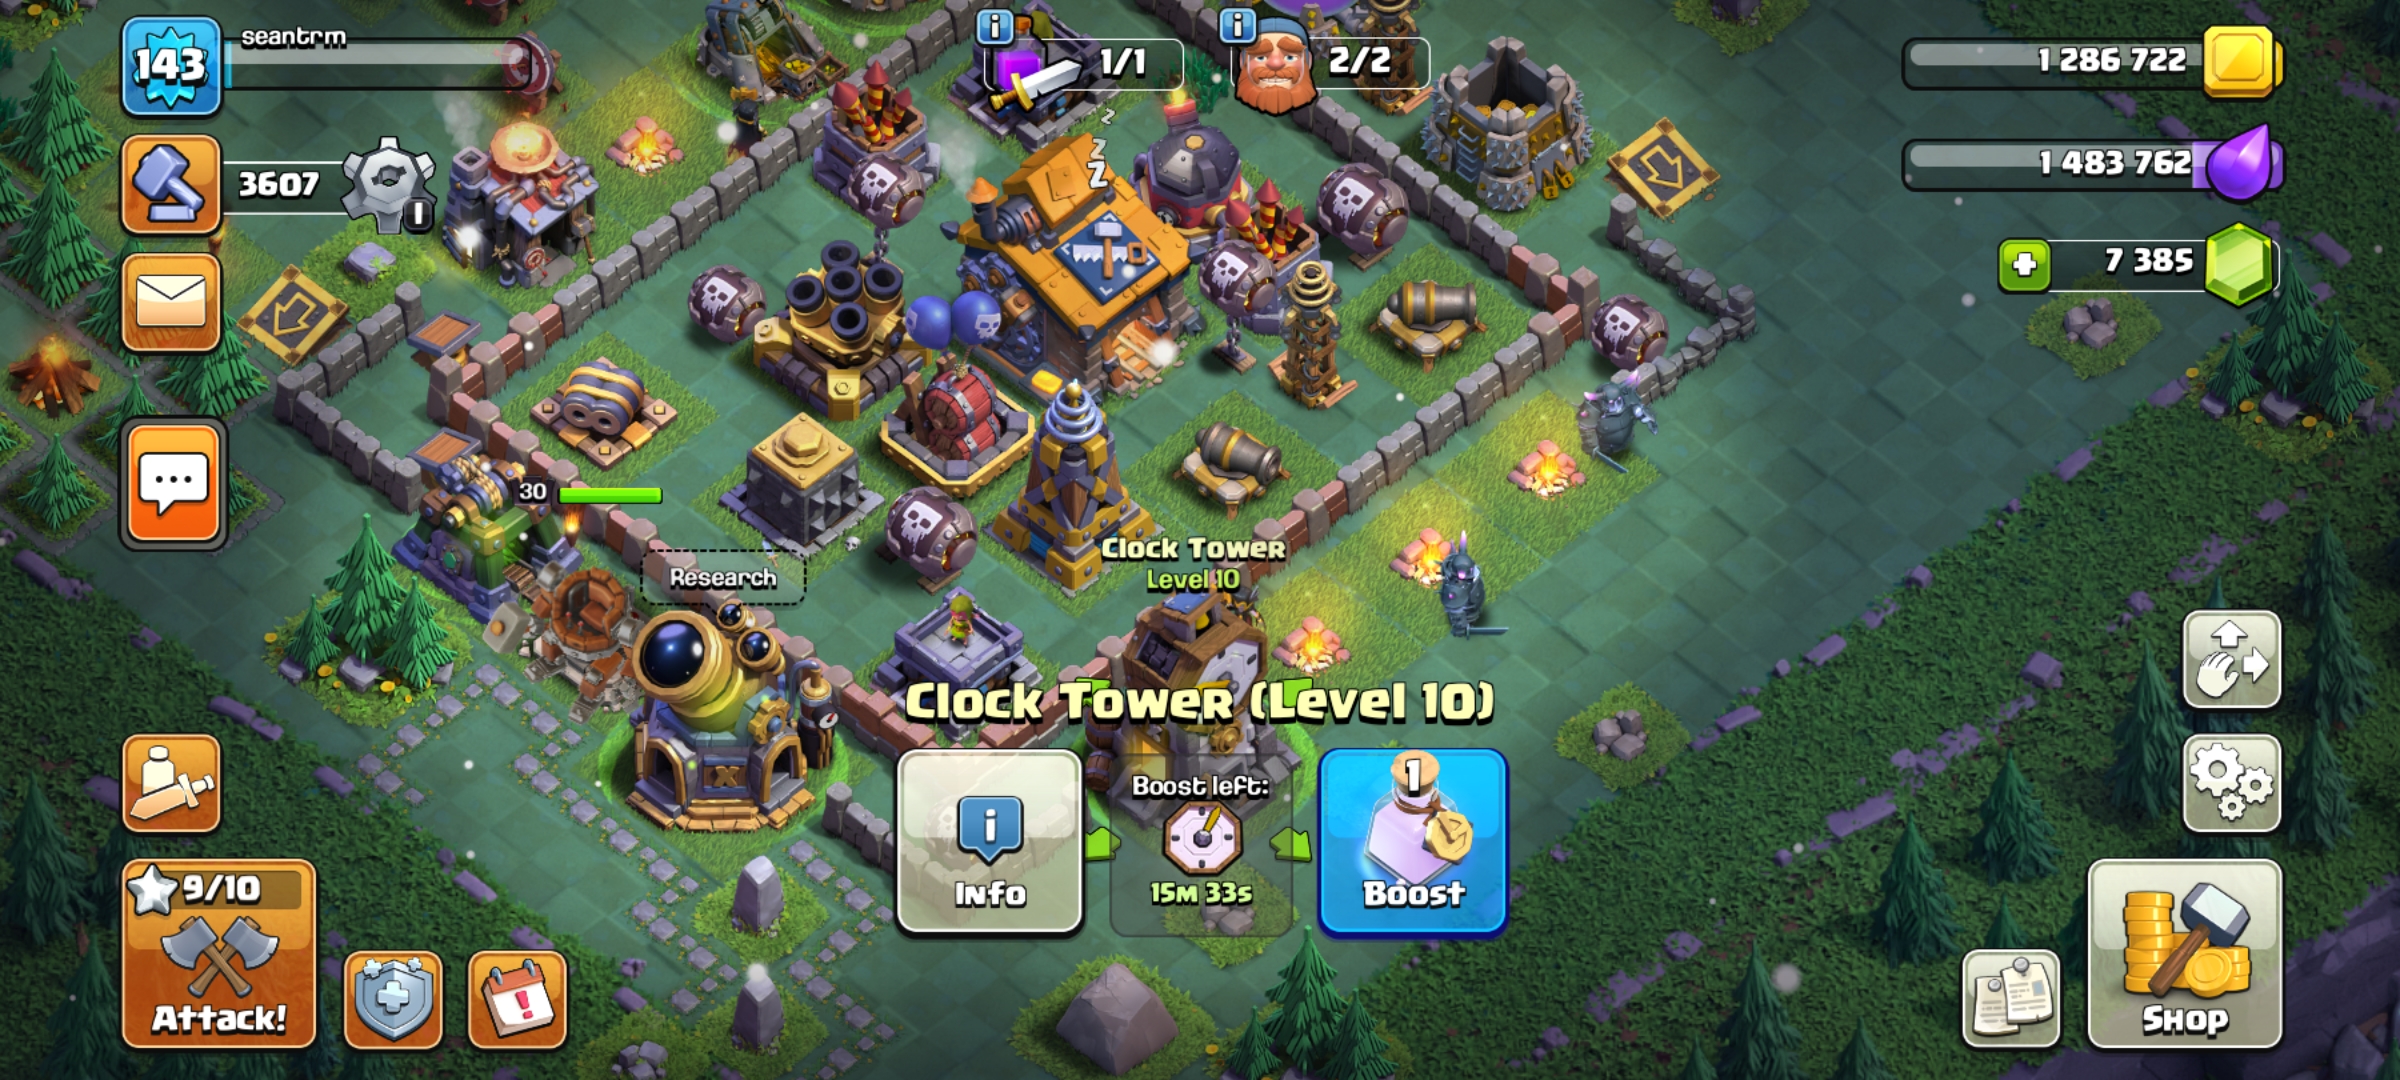 143
seantrm
1/1
2/2
1 286 722
3607
I
1 483 762
7 385
z
z
Z
30
Research
Clock Tower
Level 10
Clock Tower (Level 10)
Info
Boost left:
15m 33s
1
Boost
9/10
Attack!
Shop